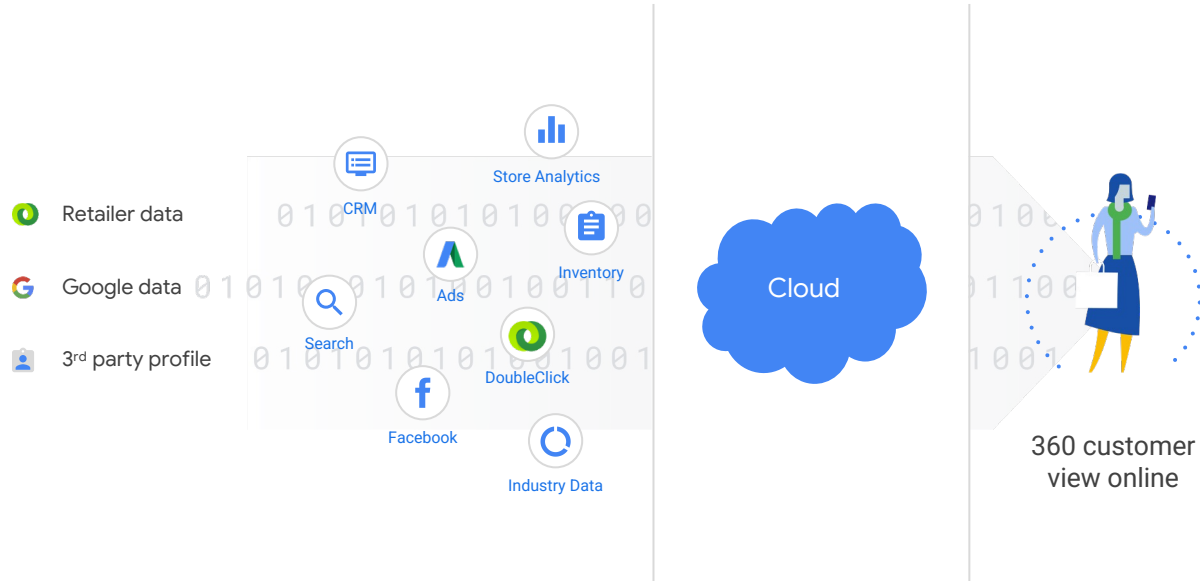 Store Analytics
CRM
Retailer data
Inventory
Google data
Ads
Cloud
Search
3rd party profile
DoubleClick
Facebook
360 customer
view online
Industry Data